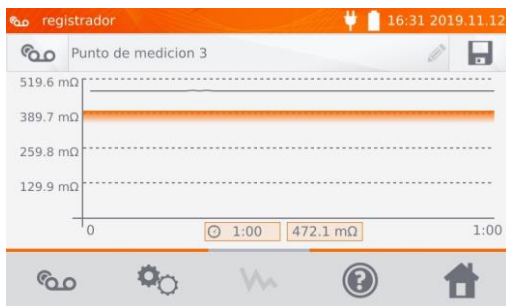 registrador 16:31 2019.11.12
Punto de medicion 3
519.6 mΩ
389.7 mΩ
259.8 mΩ
129.9 mΩ
0 1:00 472.1 mΩ 1:00
?